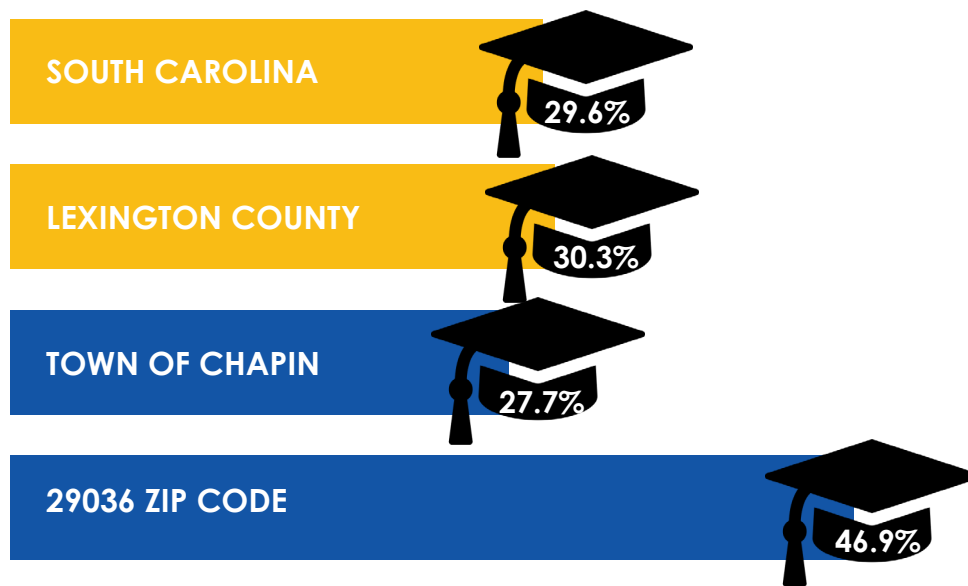 SOUTH CAROLINA
29.6%
LEXINGTON COUNTY
30.3%
TOWN OF CHAPIN
27.7%
29036 ZIP CODE
46.9%